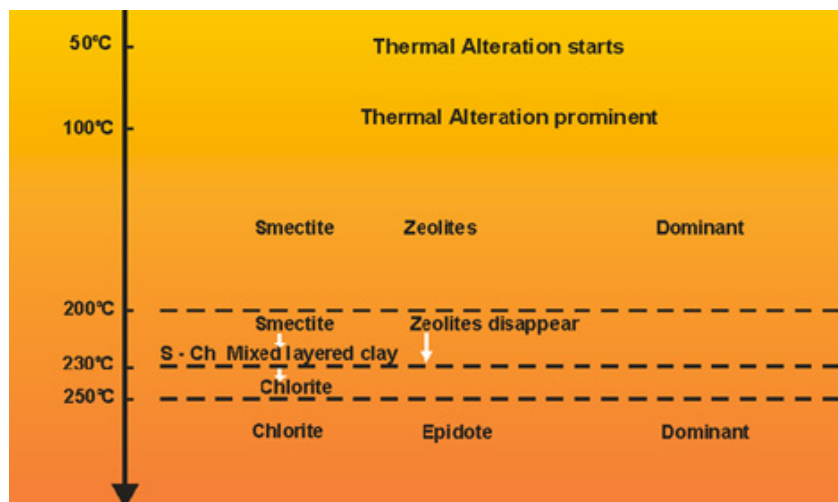 50°C Thermal Alteration starts
100°C Thermal Alteration prominent
Smectite Zeolites Dominant
200°C
Smectite Zeolites disappear
S - Ch Mixed layered clay
230°C
Chlorite
250°C
Chlorite Epidote Dominant